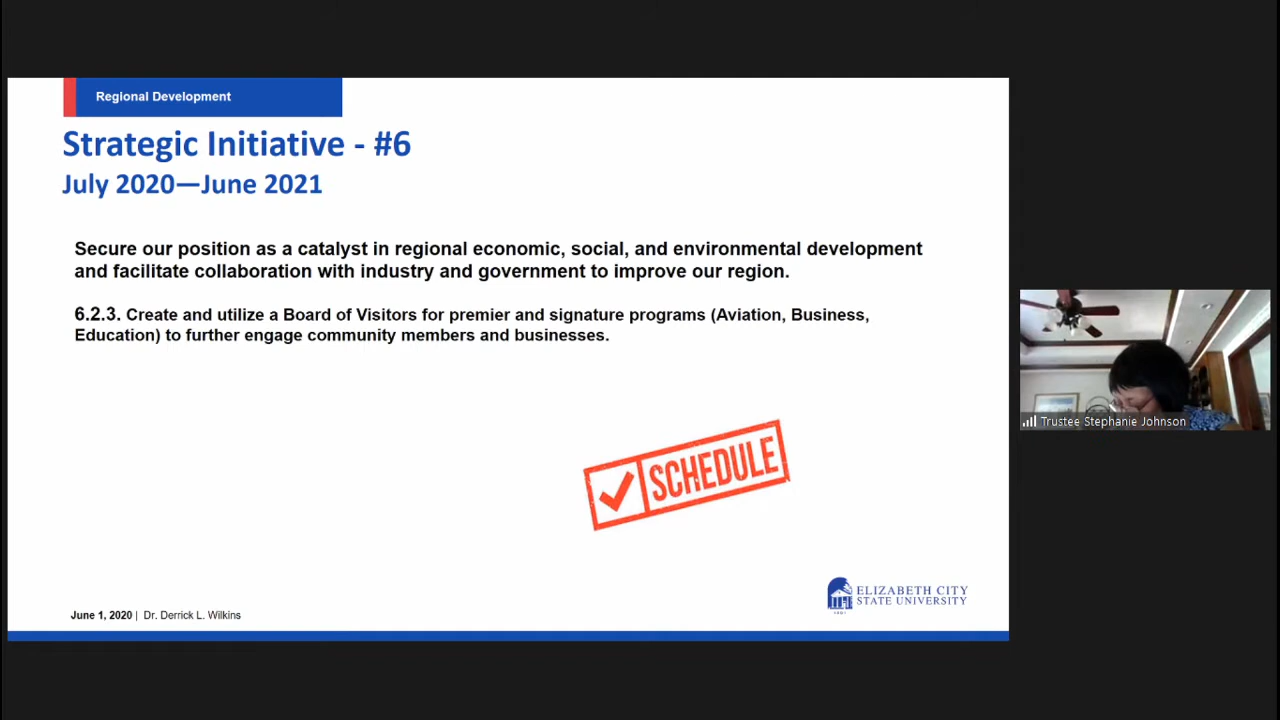 Regional Development
Strategic Initiative - #6
July 2020—June 2021
Secure our position as a catalyst in regional economic, social, and environmental development
and facilitate collaboration with industry and government to improve our region.
6.2.3. Create and utilize a Board of Visitors for premier and signature programs (Aviation, Business,
Education) to further engage community members and businesses.
SCHEDULE
Trustee Stephanie Johnson
ELIZABETH CITY
STATE UNIVERSITY
June 1, 2020 | Dr. Derrick L. Wilkins